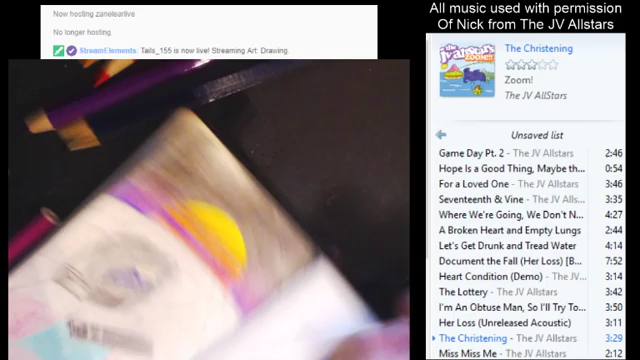 Now hosting zanelearlive
No longer hosting.
StreamElements: Tails_155 is now live! Streaming Art: Drawing.
All music used with permission
Of Nick from The JV Allstars
the jv allstars
ZOOM!!!
The Christening
Zoom!
The JV AllStars
Unsaved list
Game Day Pt. 2 - The JV Allstars 2:46
Hope Is a Good Thing, Maybe th... 0:54
For a Loved One - The JV Allstars 3:46
Seventeenth & Vine - The JV Alls... 3:35
Where We're Going, We Don't N... 4:27
A Broken Heart and Empty Lungs 2:44
Let's Get Drunk and Tread Water 4:14
Document the Fall (Her Loss) [B... 7:52
Heart Condition (Demo) - The JV... 3:14
The Lottery - The JV Allstars 3:42
I'm An Obtuse Man, So I'll Try To... 3:50
Her Loss (Unreleased Acoustic) 3:11
The Christening - The JV Allstars 3:29
Miss Miss Me - The JV Allstars 2:12